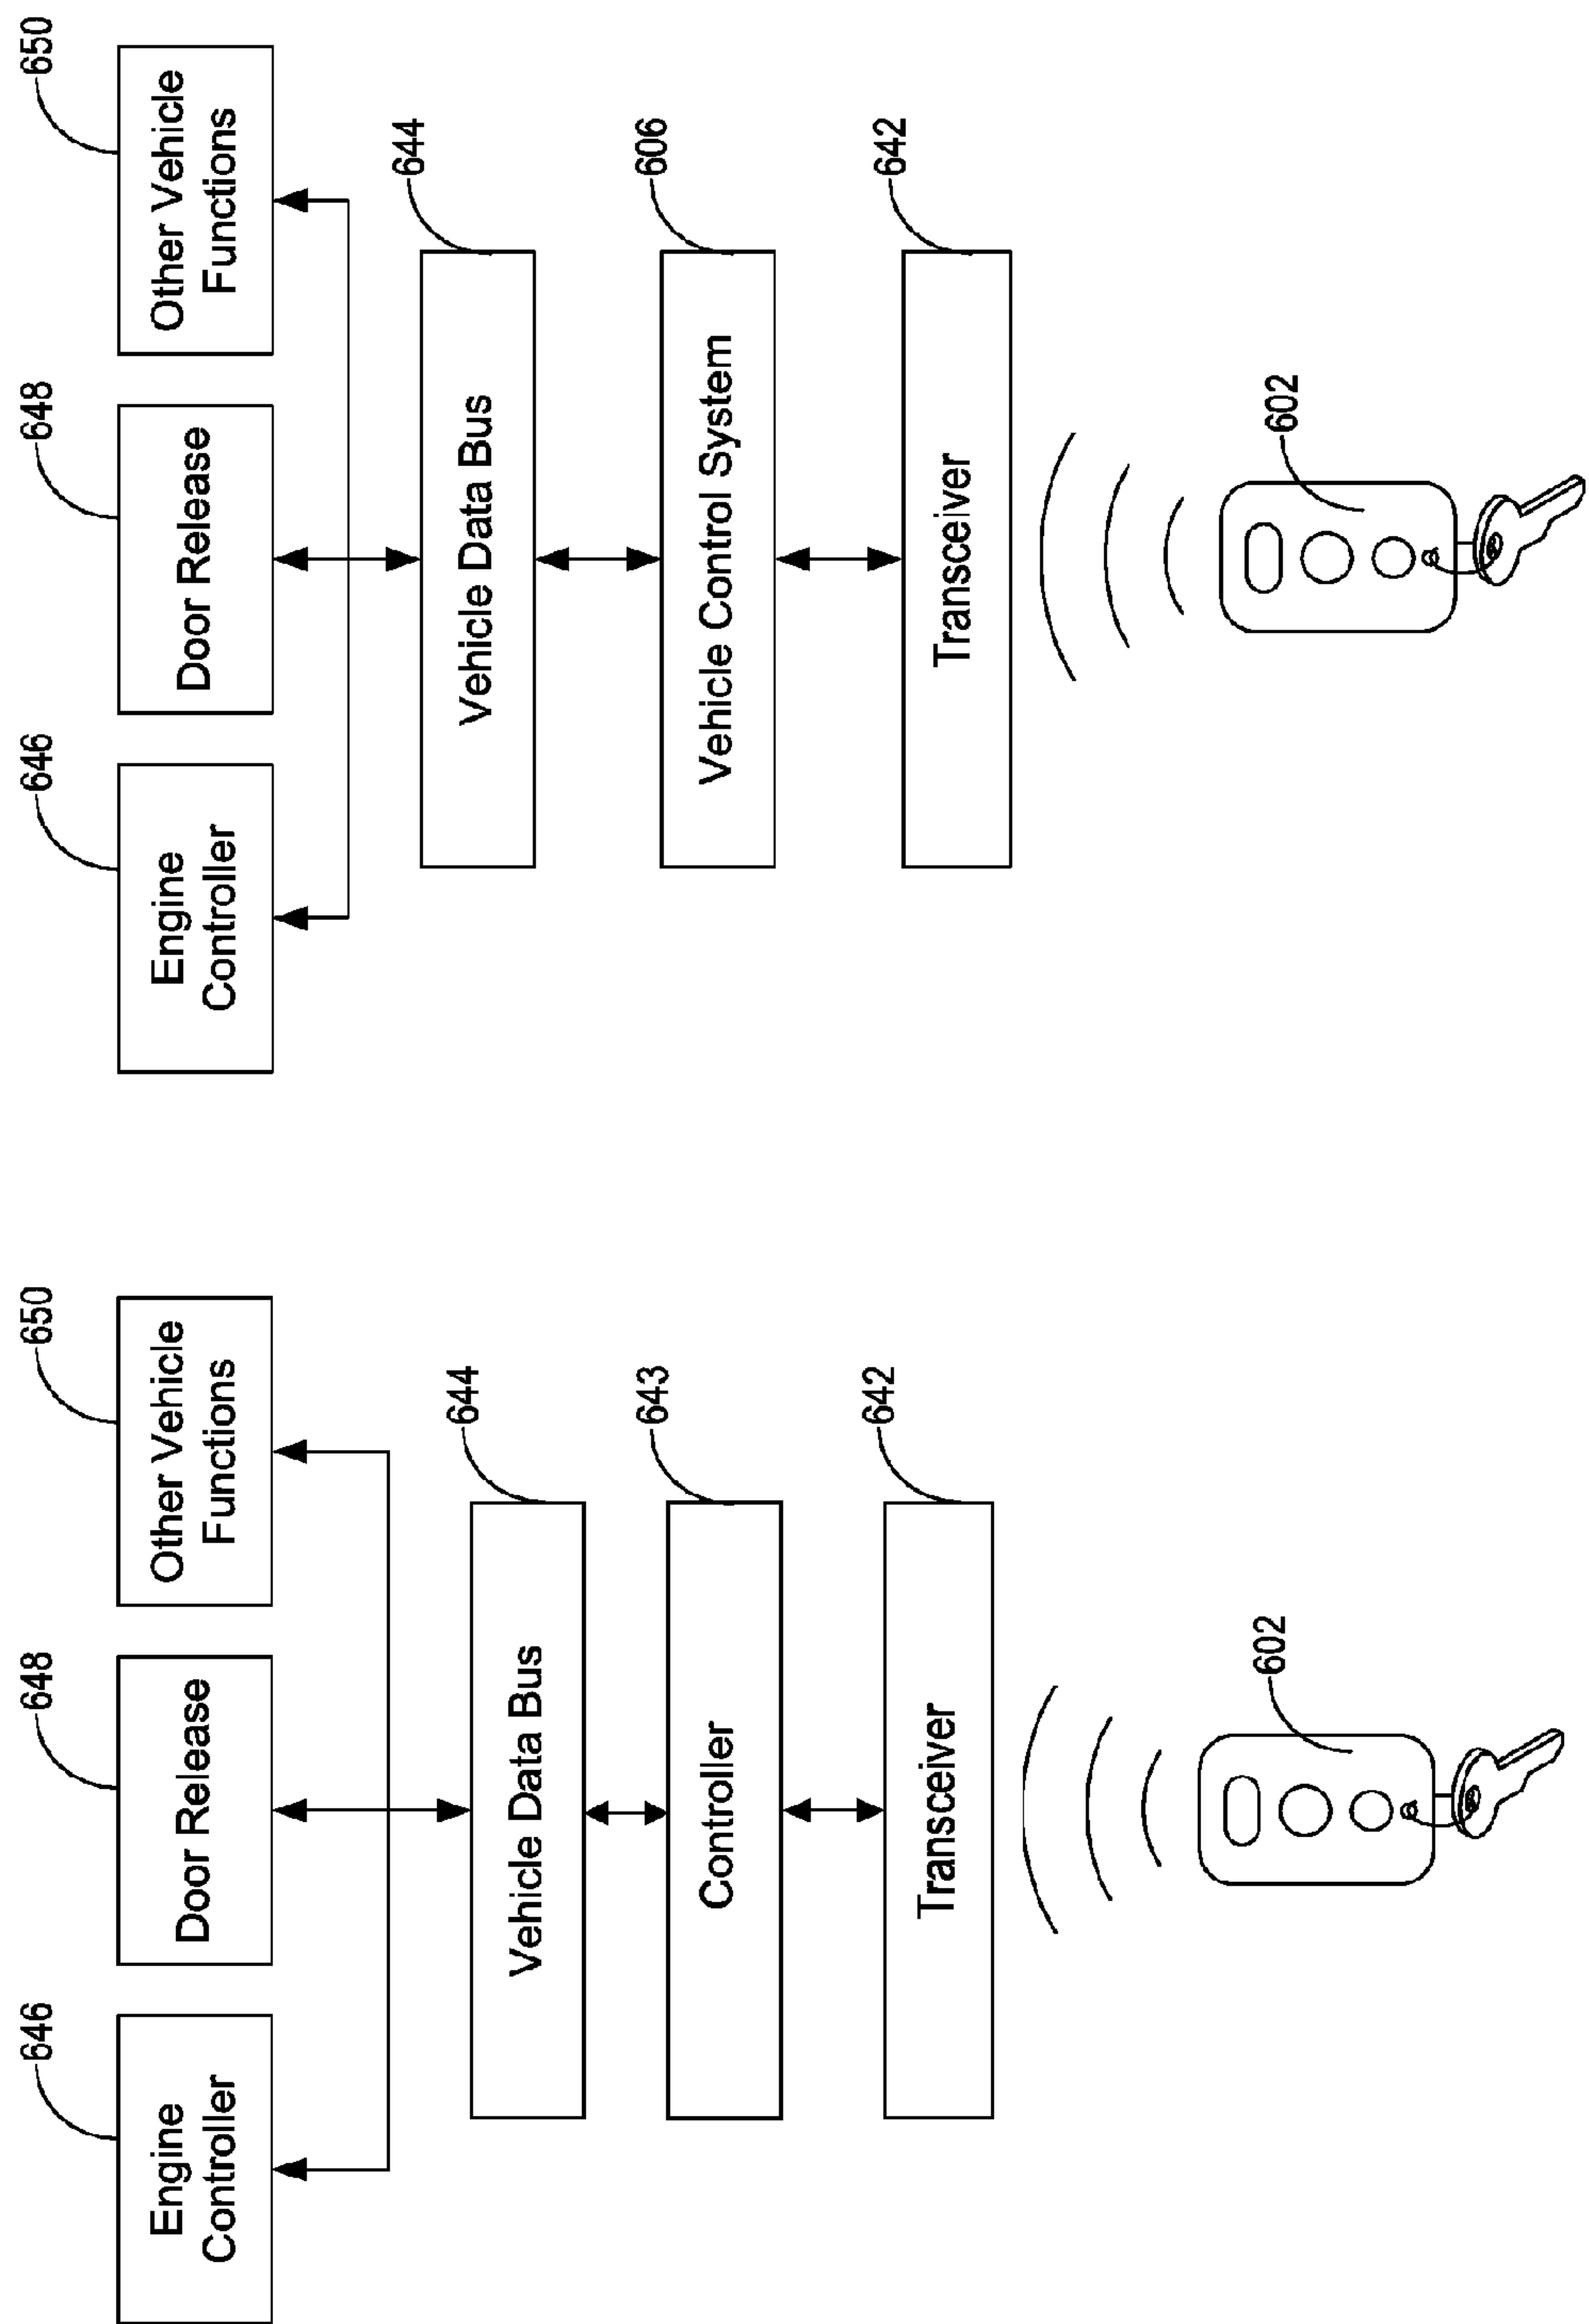 646
648
650
Engine
Controller
Door Release
Other Vehicle
Functions
644
Vehicle Data Bus
643
Controller
642
Transceiver
602
646
648
650
Engine
Controller
Door Release
Other Vehicle
Functions
644
Vehicle Data Bus
606
Vehicle Control System
642
Transceiver
602